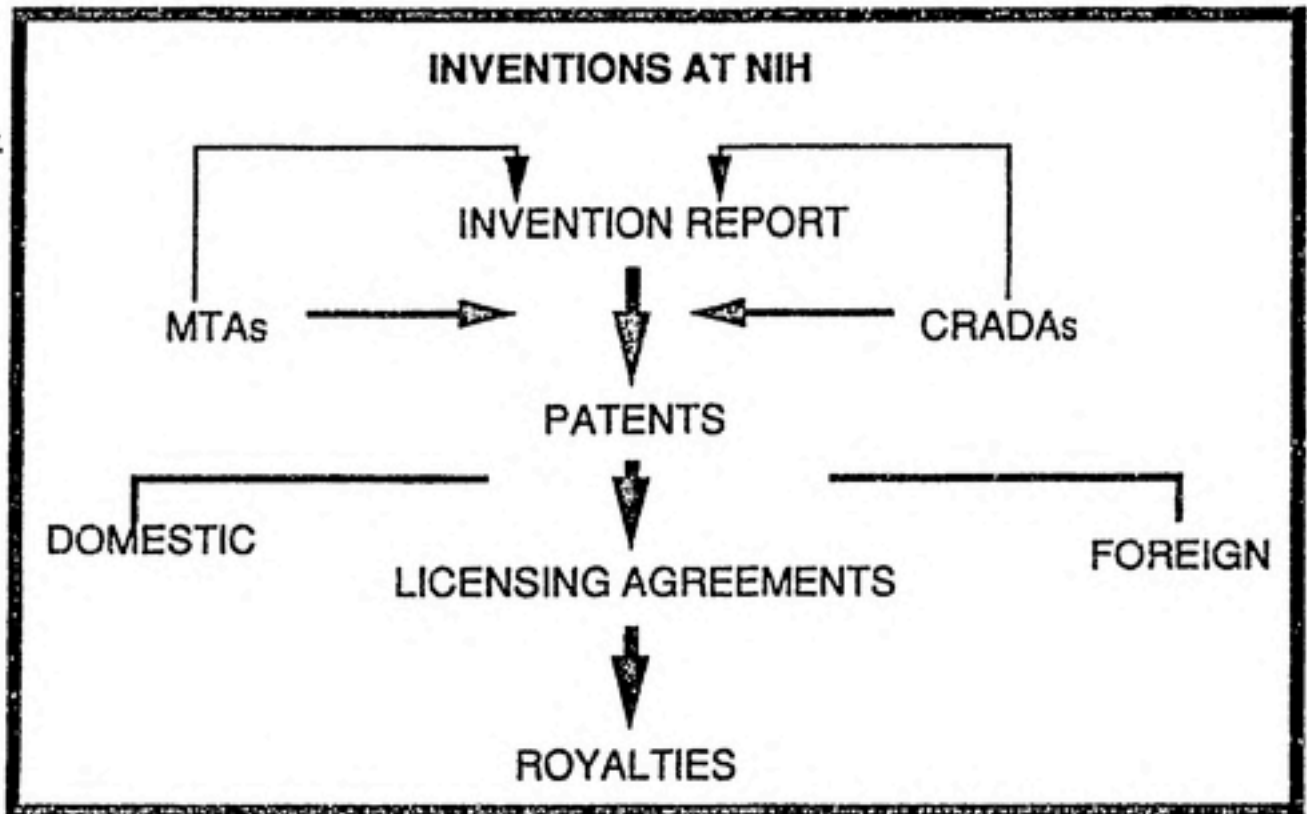 INVENTIONS AT NIH
INVENTION REPORT
MTAs
CRADAs
PATENTS
DOMESTIC
FOREIGN
LICENSING AGREEMENTS
ROYALTIES